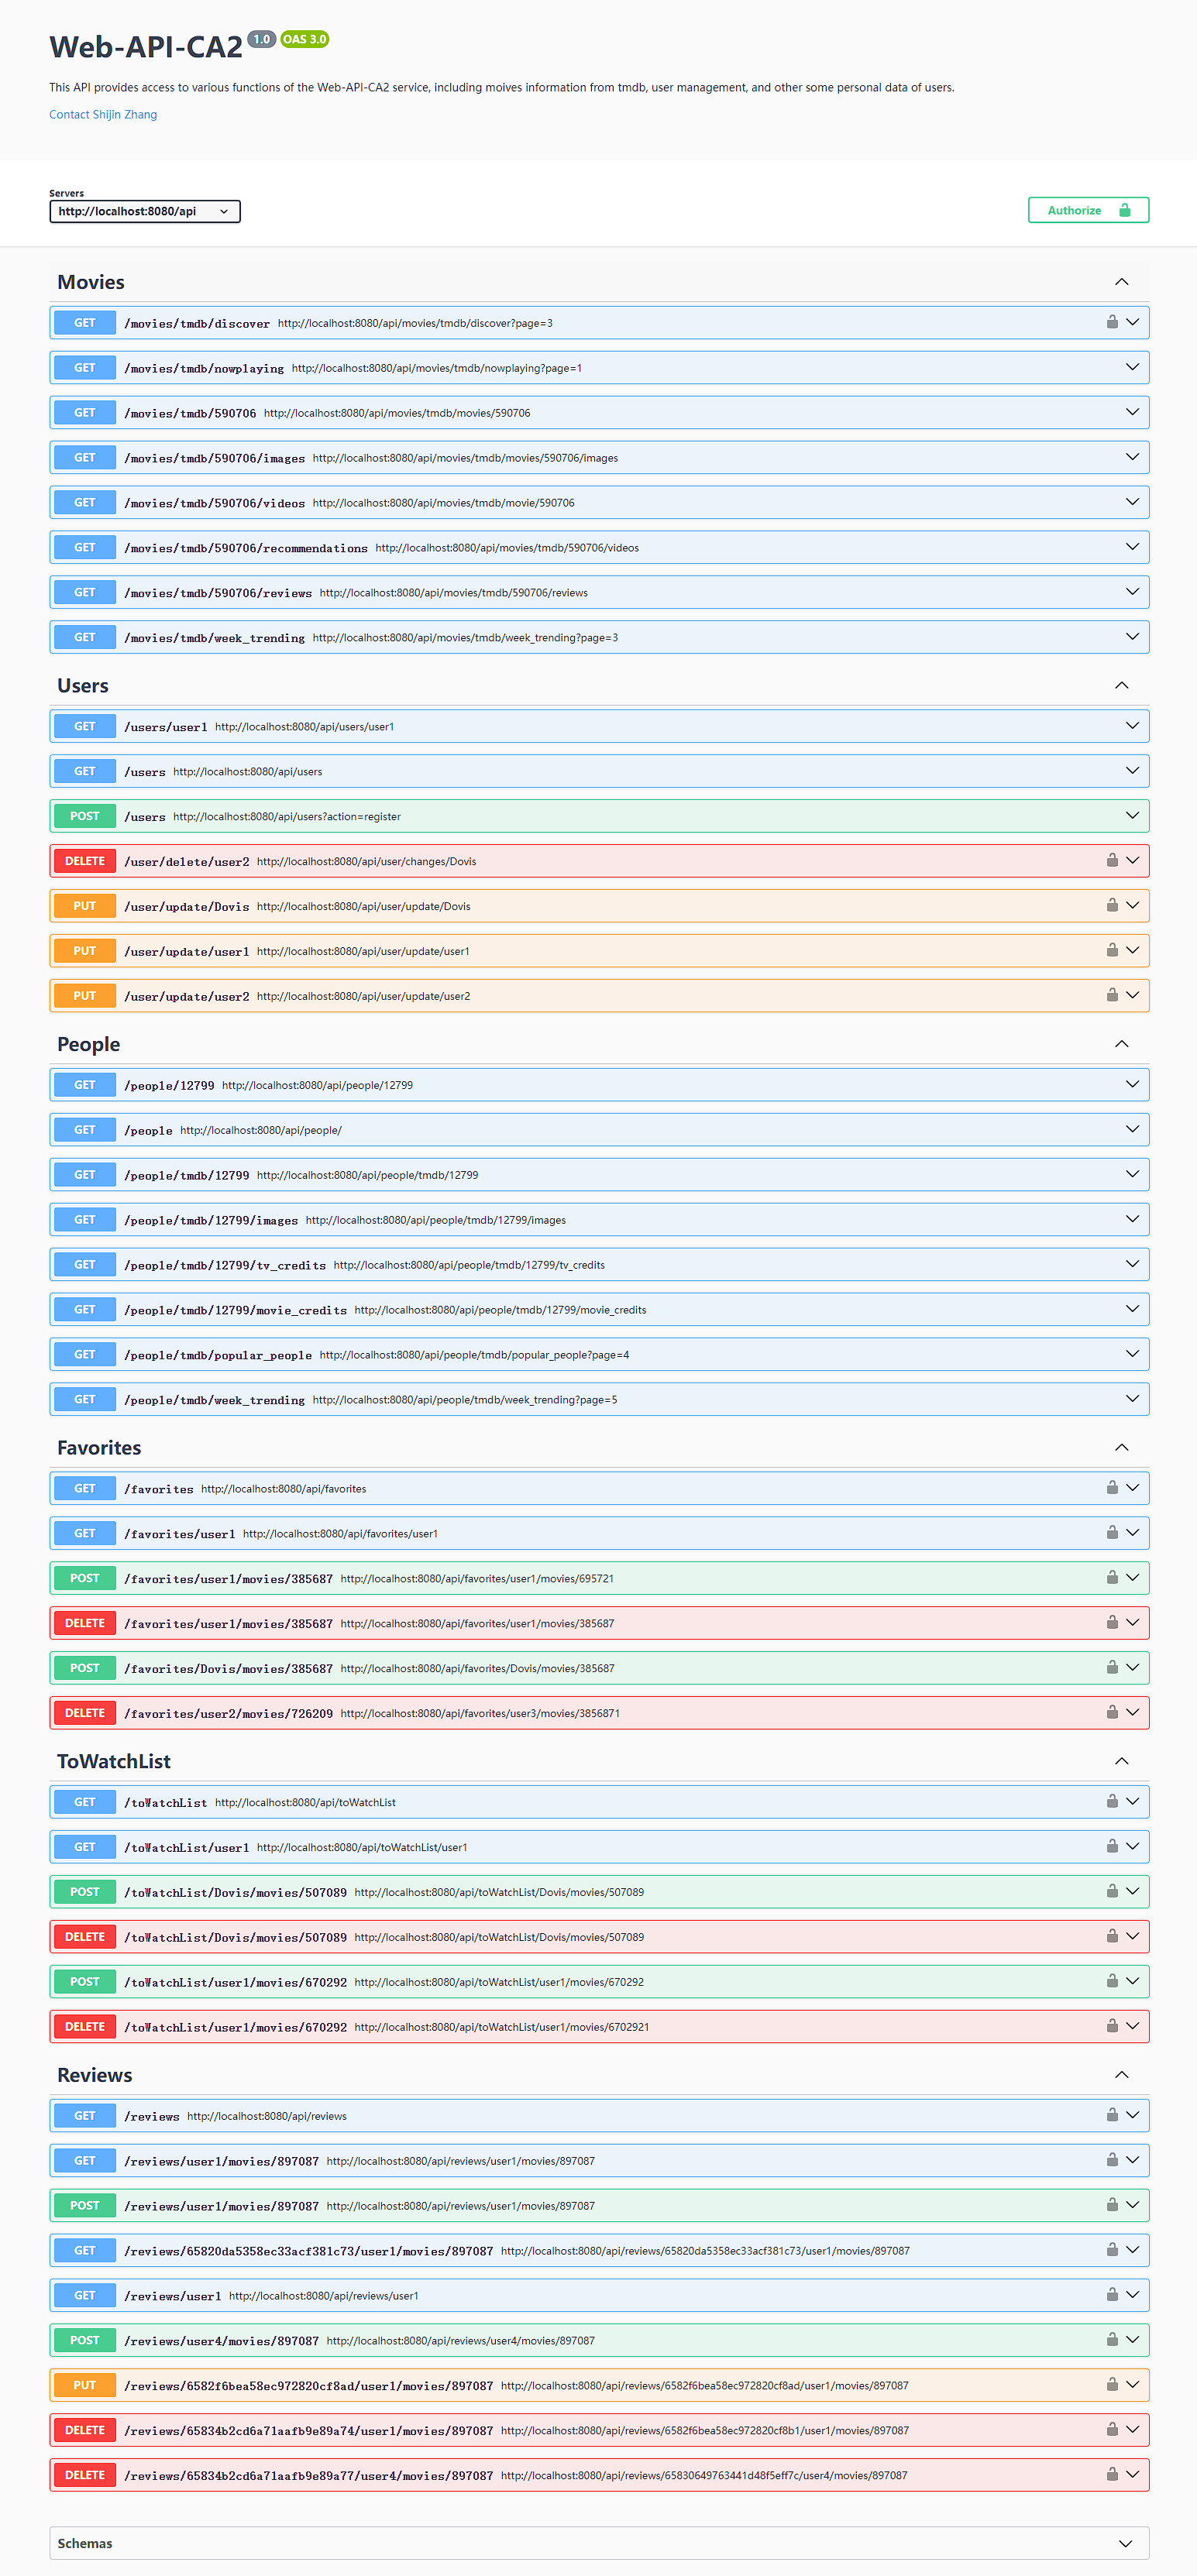 Web-API-CA2 1.0 OAS 3.0
This API provides access to various functions of the Web-API-CA2 service, including moives information from tmdb, user management, and other some personal data of users.
Contact Shijin Zhang
Servers
http://localhost:8080/api
Authorize
Movies
GET /movies/tmdb/discover http://localhost:8080/api/movies/tmdb/discover?page=3
GET /movies/tmdb/nowplaying http://localhost:8080/api/movies/tmdb/nowplaying?page=1
GET /movies/tmdb/590706 http://localhost:8080/api/movies/tmdb/movies/590706
GET /movies/tmdb/590706/images http://localhost:8080/api/movies/tmdb/movies/590706/images
GET /movies/tmdb/590706/videos http://localhost:8080/api/movies/tmdb/movie/590706
GET /movies/tmdb/590706/recommendations http://localhost:8080/api/movies/tmdb/590706/videos
GET /movies/tmdb/590706/reviews http://localhost:8080/api/movies/tmdb/590706/reviews
GET /movies/tmdb/week_trending http://localhost:8080/api/movies/tmdb/week_trending?page=3
Users
GET /users/user1 http://localhost:8080/api/users/user1
GET /users http://localhost:8080/api/users
POST /users http://localhost:8080/api/users?action=register
DELETE /user/delete/user2 http://localhost:8080/api/user/changes/Dovis
PUT /user/update/Dovis http://localhost:8080/api/user/update/Dovis
PUT /user/update/user1 http://localhost:8080/api/user/update/user1
PUT /user/update/user2 http://localhost:8080/api/user/update/user2
People
GET /people/12799 http://localhost:8080/api/people/12799
GET /people http://localhost:8080/api/people/
GET /people/tmdb/12799 http://localhost:8080/api/people/tmdb/12799
GET /people/tmdb/12799/images http://localhost:8080/api/people/tmdb/12799/images
GET /people/tmdb/12799/tv_credits http://localhost:8080/api/people/tmdb/12799/tv_credits
GET /people/tmdb/12799/movie_credits http://localhost:8080/api/people/tmdb/12799/movie_credits
GET /people/tmdb/popular_people http://localhost:8080/api/people/tmdb/popular_people?page=4
GET /people/tmdb/week_trending http://localhost:8080/api/people/tmdb/week_trending?page=5
Favorites
GET /favorites http://localhost:8080/api/favorites
GET /favorites/user1 http://localhost:8080/api/favorites/user1
POST /favorites/user1/movies/385687 http://localhost:8080/api/favorites/user1/movies/695721
DELETE /favorites/user1/movies/385687 http://localhost:8080/api/favorites/user1/movies/385687
POST /favorites/Dovis/movies/385687 http://localhost:8080/api/favorites/Dovis/movies/385687
DELETE /favorites/user2/movies/726209 http://localhost:8080/api/favorites/user3/movies/3856871
ToWatchList
GET /toWatchList http://localhost:8080/api/toWatchList
GET /toWatchList/user1 http://localhost:8080/api/toWatchList/user1
POST /toWatchList/Dovis/movies/507089 http://localhost:8080/api/toWatchList/Dovis/movies/507089
DELETE /toWatchList/Dovis/movies/507089 http://localhost:8080/api/toWatchList/Dovis/movies/507089
POST /toWatchList/user1/movies/670292 http://localhost:8080/api/toWatchList/user1/movies/670292
DELETE /toWatchList/user1/movies/670292 http://localhost:8080/api/toWatchList/user1/movies/6702921
Reviews
GET /reviews http://localhost:8080/api/reviews
GET /reviews/user1/movies/897087 http://localhost:8080/api/reviews/user1/movies/897087
POST /reviews/user1/movies/897087 http://localhost:8080/api/reviews/user1/movies/897087
GET /reviews/65820da5358ec33acf381c73/user1/movies/897087 http://localhost:8080/api/reviews/65820da5358ec33acf381c73/user1/movies/897087
GET /reviews/user1 http://localhost:8080/api/reviews/user1
POST /reviews/user4/movies/897087 http://localhost:8080/api/reviews/user4/movies/897087
PUT /reviews/6582f6bea58ec972820cf8ad/user1/movies/897087 http://localhost:8080/api/reviews/6582f6bea58ec972820cf8ad/user1/movies/897087
DELETE /reviews/65834b2cd6a71aafb9e89a74/user1/movies/897087 http://localhost:8080/api/reviews/6582f6bea58ec972820cf8b1/user1/movies/897087
DELETE /reviews/65834b2cd6a71aafb9e89a77/user4/movies/897087 http://localhost:8080/api/reviews/65830649763441d48f5eff7c/user4/movies/897087
Schemas